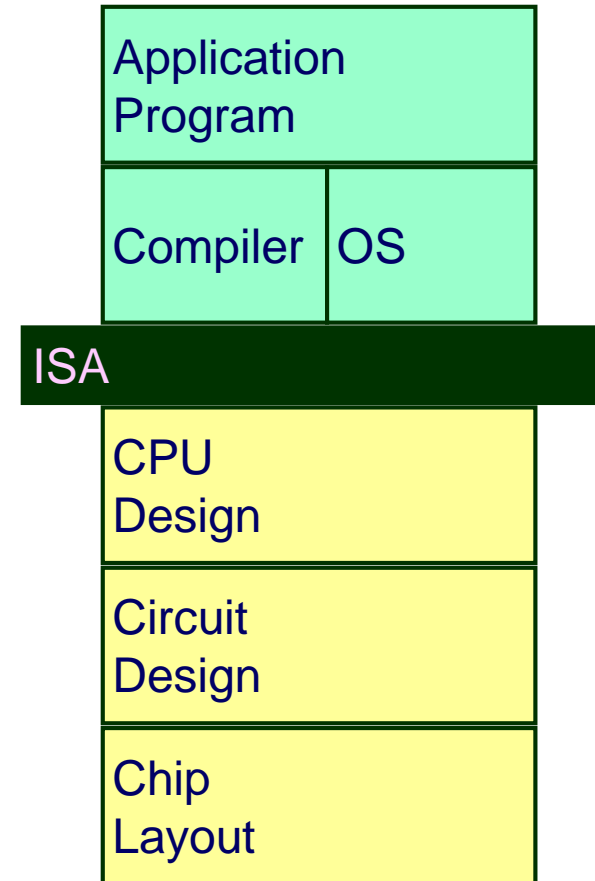 Application
Program
Compiler OS
ISA
CPU
Design
Circuit
Design
Chip
Layout